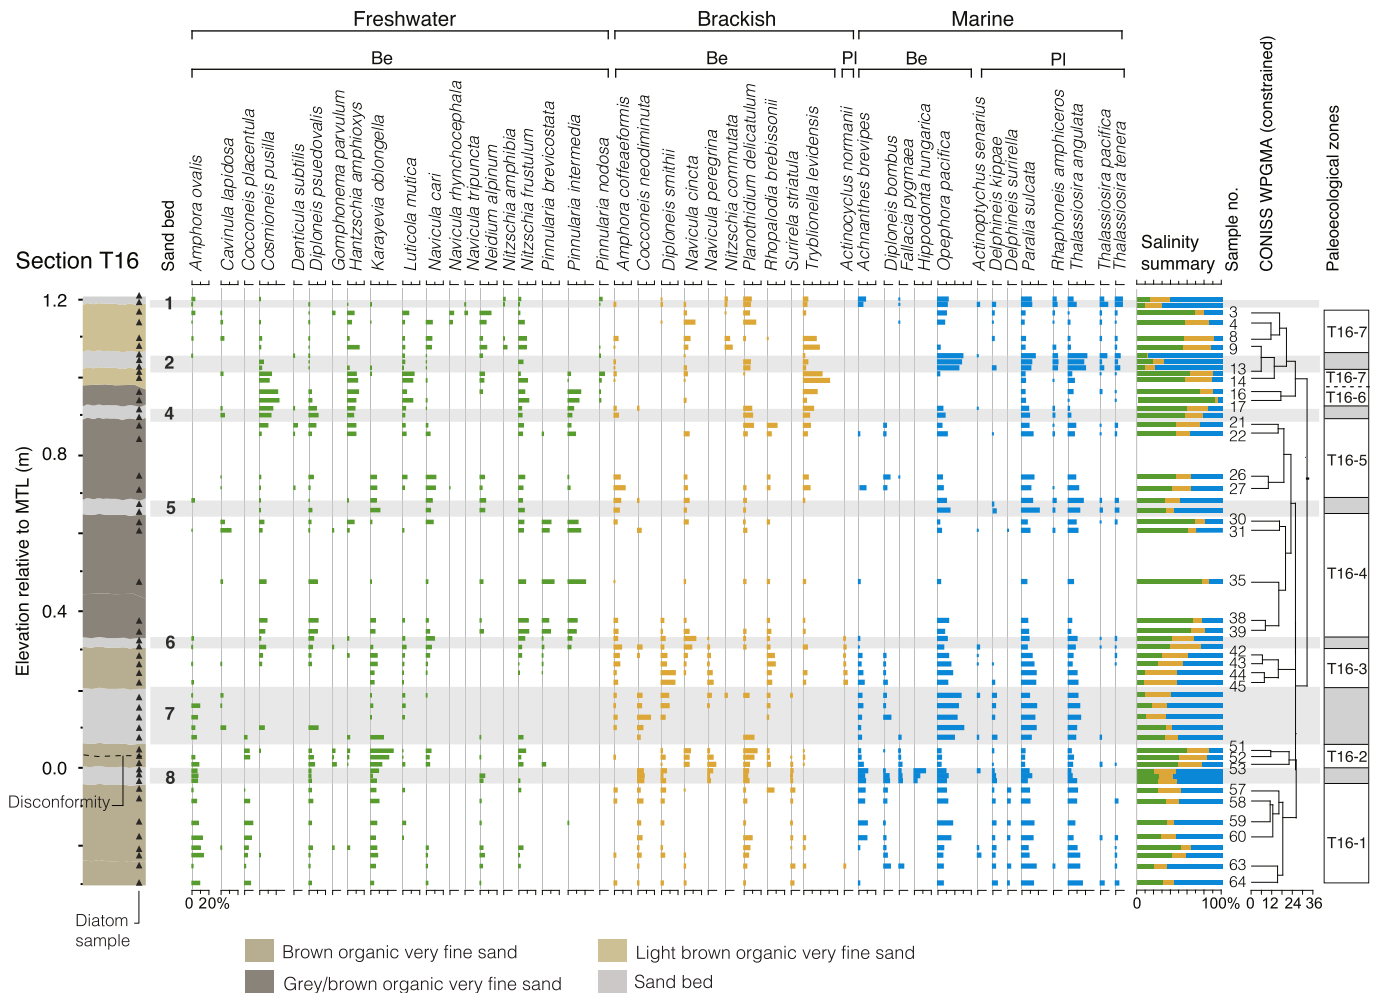 Freshwater Brackish Marine
Be Be Pl Be Pl
Section T16
Sand bed
Amphora ovalis
Cavinula lapidosa
Cocconeis placentula
Cosmioneis pusilla
Denticula subtilis
Diploneis psuedovalis
Gomphonema parvulum
Hantzschia amphioxys
Karayevia oblongella
Luticola mutica
Navicula cari
Navicula rhynchocephala
Navicula tripuncta
Neidium alpinum
Nitzschia amphibia
Nitzschia frustulum
Pinnularia brevicostata
Pinnularia intermedia
Pinnularia nodosa
Amphora coffeaeformis
Cocconeis neodiminuta
Diploneis smithii
Navicula cincta
Navicula peregrina
Nitzschia commutata
Planothidium delicatulum
Rhopalodia brebissonii
Surirela striatula
Tryblionella levidensis
Actinocyclus normanii
Achnanthes brevipes
Diploneis bombus
Fallacia pygmaea
Hippodonta hungarica
Opephora pacifica
Actinoptychus senarius
Delphineis kippae
Delphineis surirella
Paralia sulcata
Rhaphoneis amphiceros
Thalassiosira angulata
Thalassiosira pacifica
Thalassiosira tenera
Salinity
summary
Sample no.
CONISS WPGMA (constrained)
Paleoecological zones
Elevation relative to MTL (m)
1.2
0.8
0.4
0.0
1
2
4
5
6
7
8
3
4
8
9
13
14
16
17
21
22
26
27
30
31
35
38
39
42
43
44
45
51
52
53
57
58
59
60
63
64
T16-7
T16-7
T16-6
T16-5
T16-4
T16-3
T16-2
T16-1
Disconformity
Diatom
sample
0 20%
0 100%
0 12 24 36
Brown organic very fine sand
Light brown organic very fine sand
Grey/brown organic very fine sand
Sand bed